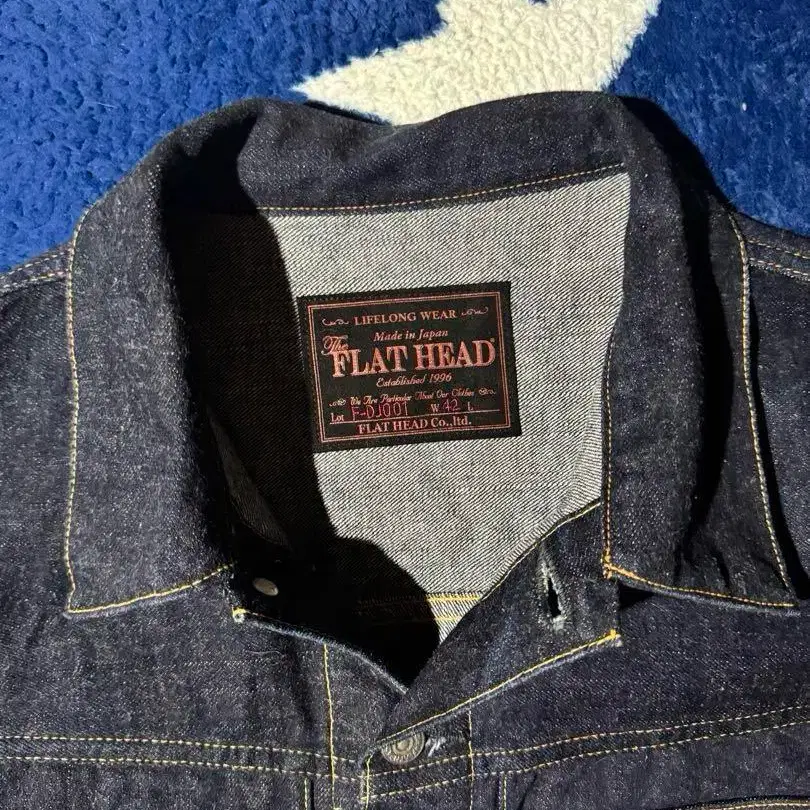 LIFELONG WEAR
Made in Japan
The
FLAT HEAD
Established 1996
We Are Particular About Our Clothes
Lot F-DJ001 W 42 L
FLAT HEAD Co.,ltd.